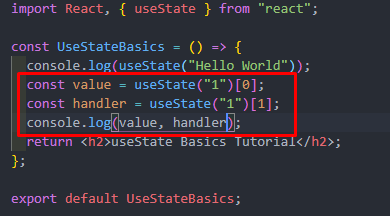 import React, { useState } from "react";
const UseStateBasics = () => {
console.log(useState("Hello World"));
const value = useState("1")[0];
const handler = useState("1")[1];
console.log(value, handler);
return <h2>useState Basics Tutorial</h2>;
};
export default UseStateBasics;